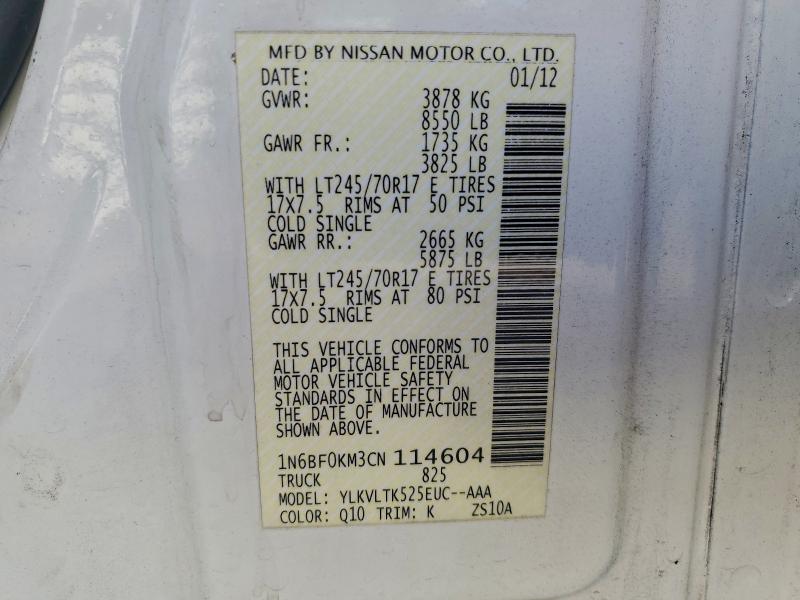 MFD BY NISSAN MOTOR CO., LTD.
DATE: 01/12
GVWR: 3878 KG
8550 LB
GAWR FR.: 1735 KG
3825 LB
WITH LT245/70R17 E TIRES
17X7.5 RIMS AT 50 PSI
COLD SINGLE
GAWR RR.: 2665 KG
5875 LB
WITH LT245/70R17 E TIRES
17X7.5 RIMS AT 80 PSI
COLD SINGLE
THIS VEHICLE CONFORMS TO
ALL APPLICABLE FEDERAL
MOTOR VEHICLE SAFETY
STANDARDS IN EFFECT ON
THE DATE OF MANUFACTURE
SHOWN ABOVE.
1N6BF0KM3CN 114604
TRUCK 825
MODEL: YLKVLTK525EUC--AAA
COLOR: Q10 TRIM: K ZS10A